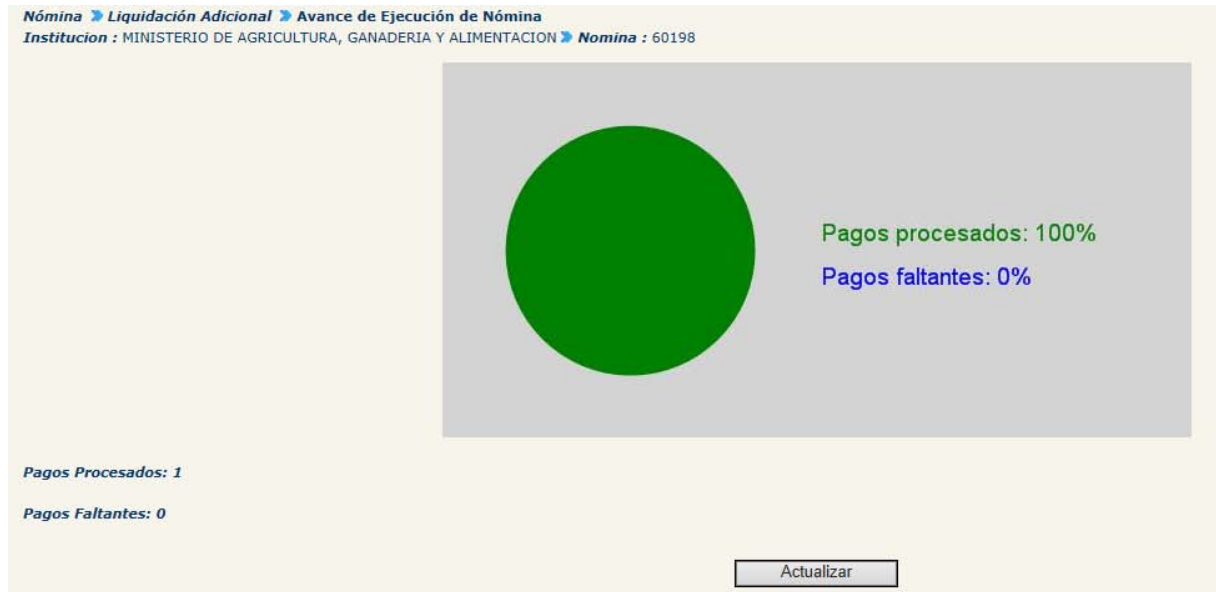 Nómina » Liquidación Adicional » Avance de Ejecución de Nómina
Institucion : MINISTERIO DE AGRICULTURA, GANADERIA Y ALIMENTACION » Nomina : 60198
Pagos procesados: 100%
Pagos faltantes: 0%
Pagos Procesados: 1
Pagos Faltantes: 0
Actualizar